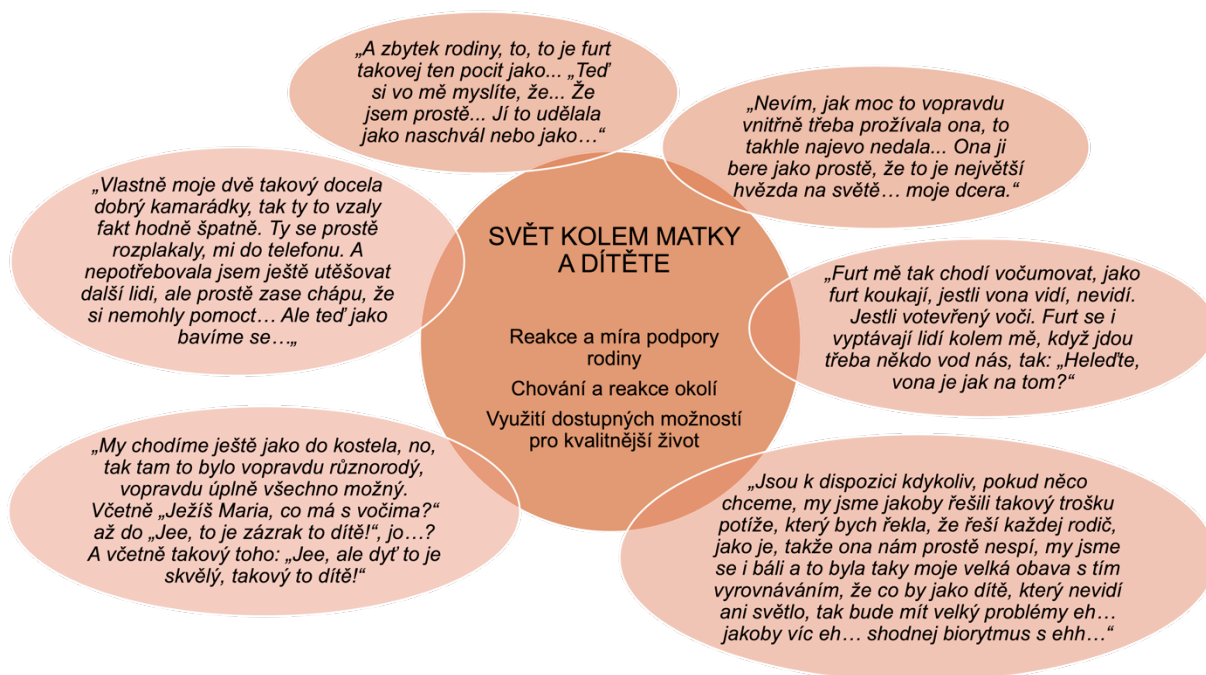 „A zbytek rodiny, to, to je furt
takovej ten pocit jako... „Teď
si vo mě myslíte, že... Že
jsem prostě... Jí to udělala
jako naschvál nebo jako…“
„Nevím, jak moc to vopravdu
vnitřně třeba prožívala ona, to
takhle najevo nedala... Ona ji
bere jako prostě, že to je největší
hvězda na světě… moje dcera.“
„Vlastně moje dvě takový docela
dobrý kamarádky, tak ty to vzaly
fakt hodně špatně. Ty se prostě
rozplakaly, mi do telefonu. A
nepotřebovala jsem ještě utěšovat
další lidi, ale prostě zase chápu, že
si nemohly pomoct… Ale teď jako
bavíme se…„
SVĚT KOLEM MATKY
A DÍTĚTE
Reakce a míra podpory
rodiny
Chování a reakce okolí
Využití dostupných možností
pro kvalitnější život
„Furt mě tak chodí vočumovat, jako
furt koukají, jestli vona vidí, nevidí.
Jestli votevřený voči. Furt se i
vyptávají lidí kolem mě, když jdou
třeba někdo vod nás, tak: „Heleďte,
vona je jak na tom?“
„My chodíme ještě jako do kostela, no,
tak tam to bylo vopravdu různorodý,
vopravdu úplně všechno možný.
Včetně „Ježíš Maria, co má s vočima?“
až do „Jee, to je zázrak to dítě!“, jo…?
A včetně takový toho: „Jee, ale dyť to je
skvělý, takový to dítě!“
„Jsou k dispozici kdykoliv, pokud něco
chceme, my jsme jakoby řešili takový trošku
potíže, který bych řekla, že řeší každej rodič,
jako je, takže ona nám prostě nespí, my jsme
se i báli a to byla taky moje velká obava s tím
vyrovnáváním, že co by jako dítě, který nevidí
ani světlo, tak bude mít velký problémy eh…
jakoby víc eh… shodnej biorytmus s ehh…“